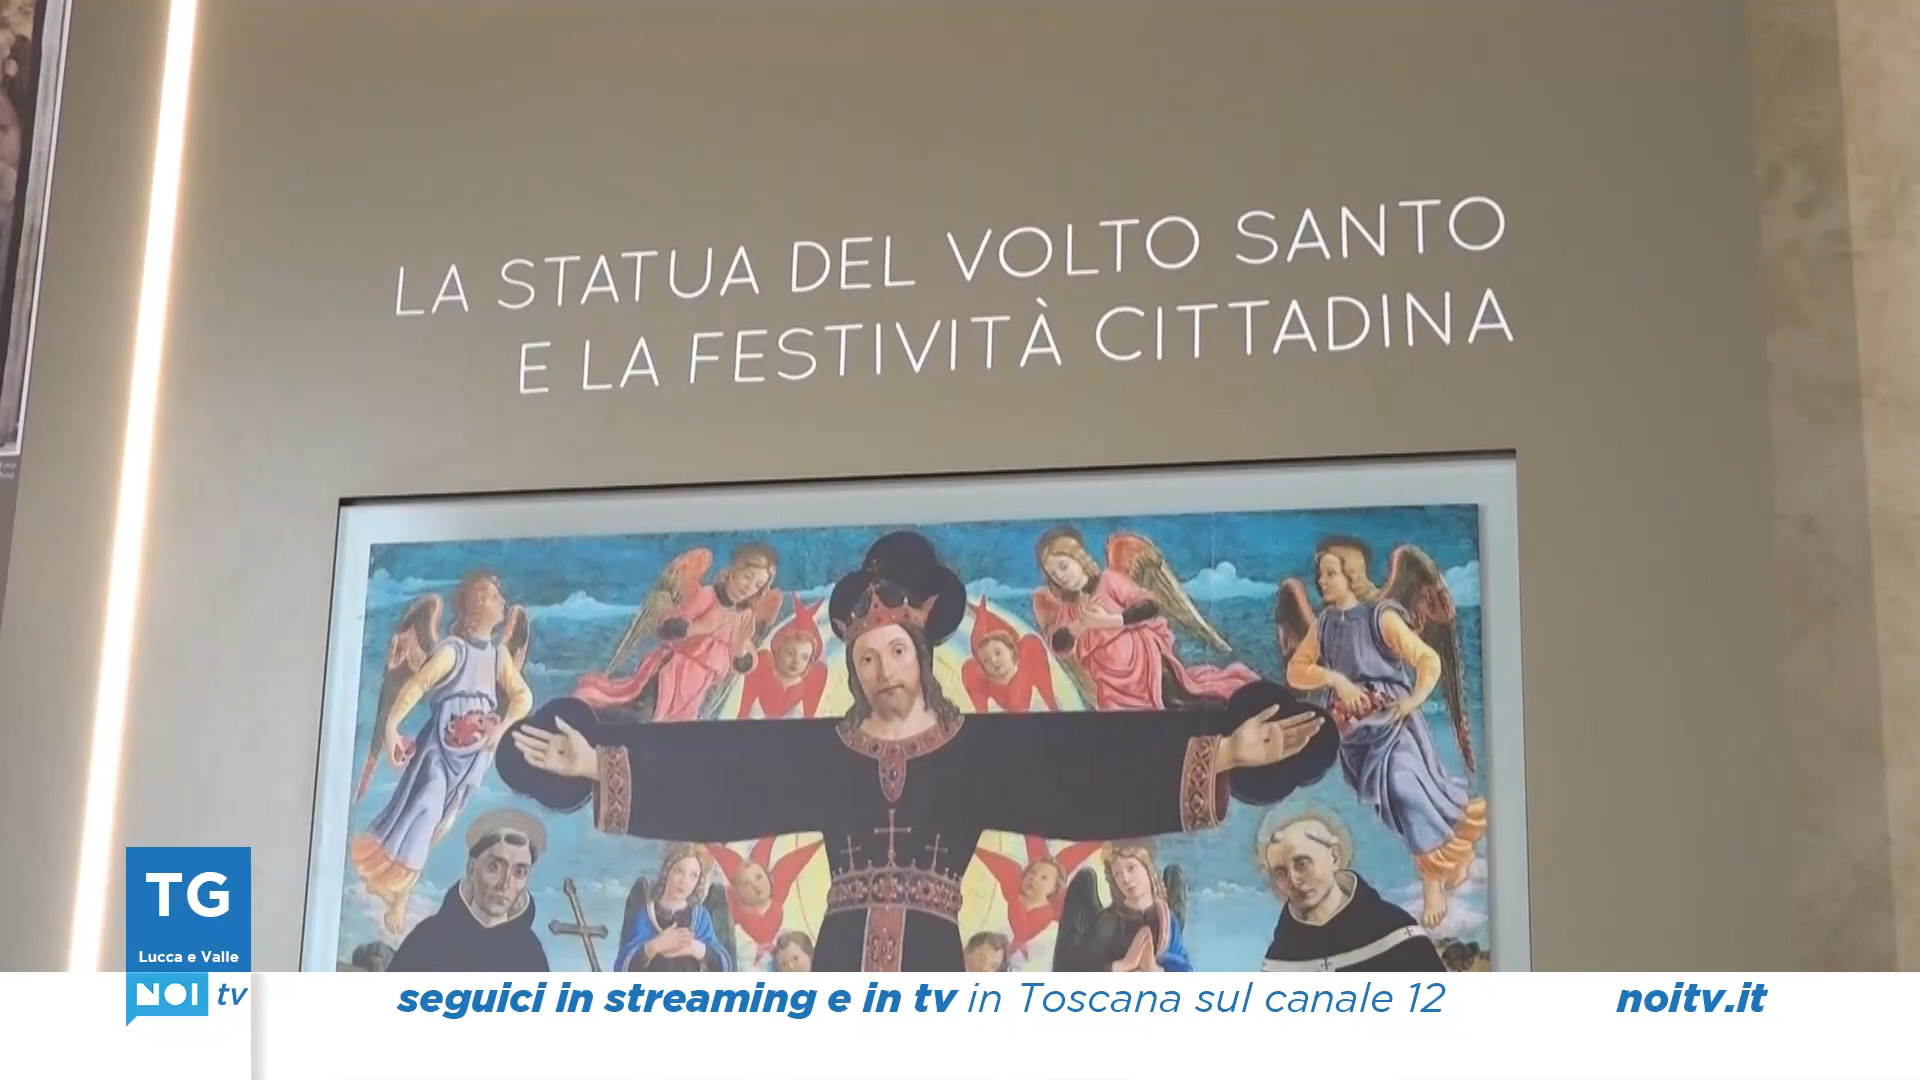 LA STATUA DEL VOLTO SANTO
E LA FESTIVITÀ CITTADINA
TG
Lucca e Valle
NOI tv
seguici in streaming e in tv in Toscana sul canale 12
noitv.it